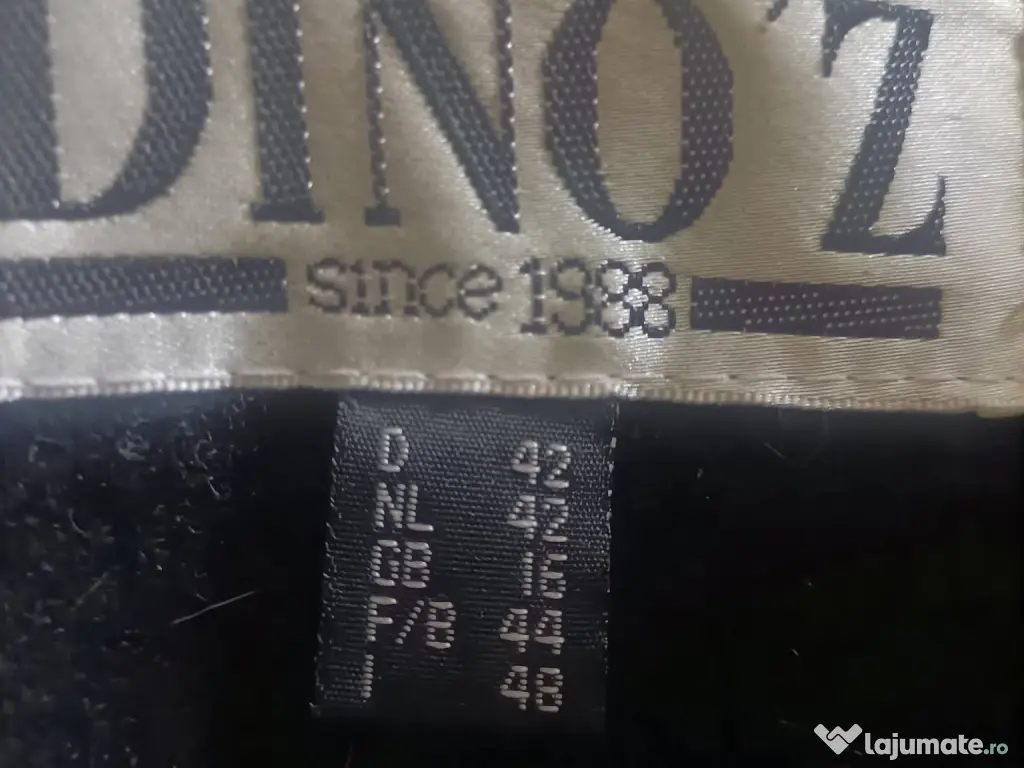 DINO'Z
since 1988
D 42
NL 42
GB 16
F/B 44
I 48
lajumate.ro